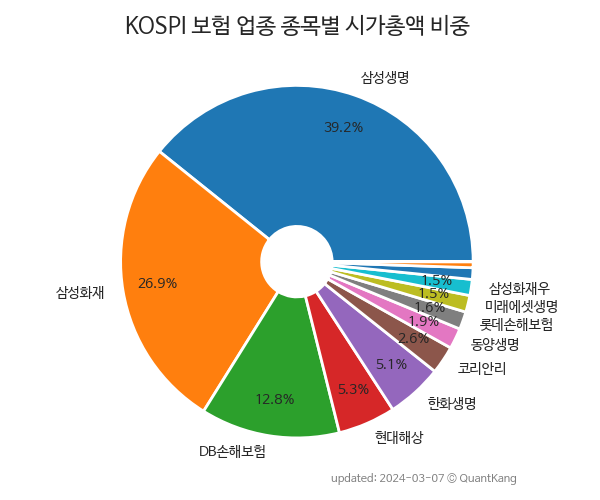 KOSPI 보험 업종 종목별 시가총액 비중
삼성생명
39.2%
삼성화재
26.9%
DB손해보험
12.8%
현대해상
5.3%
한화생명
5.1%
코리안리
2.6%
동양생명
1.9%
롯데손해보험
1.6%
미래에셋생명
1.5%
삼성화재우
1.5%
updated: 2024-03-07 © QuantKang